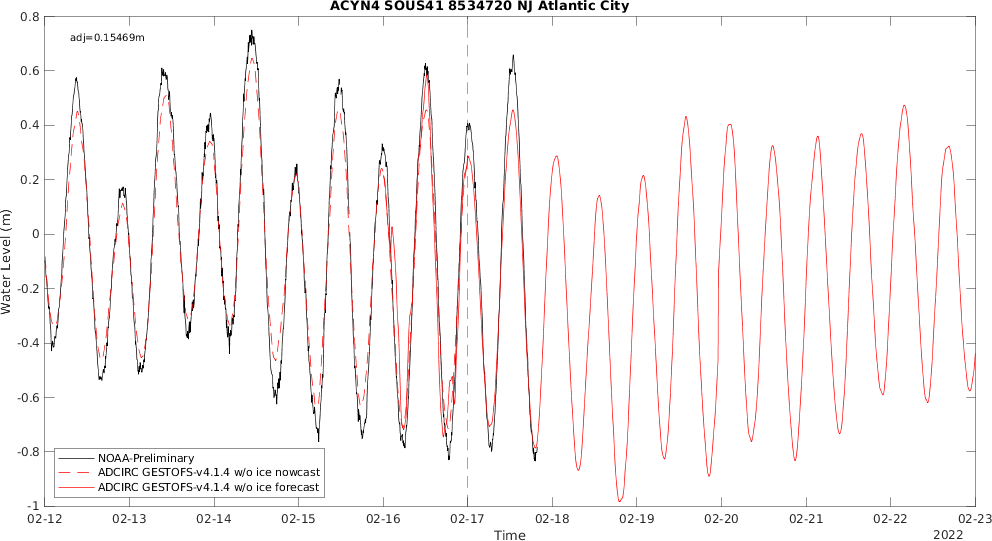 ACYN4 SOUS41 8534720 NJ Atlantic City
adj=0.15469m
0.8
0.6
0.4
0.2
0
-0.2
-0.4
-0.6
-0.8
-1
Water Level (m)
NOAA-Preliminary
ADCIRC GESTOFS-v4.1.4 w/o ice nowcast
ADCIRC GESTOFS-v4.1.4 w/o ice forecast
02-12 02-13 02-14 02-15 02-16 02-17 02-18 02-19 02-20 02-21 02-22 02-23
Time
2022